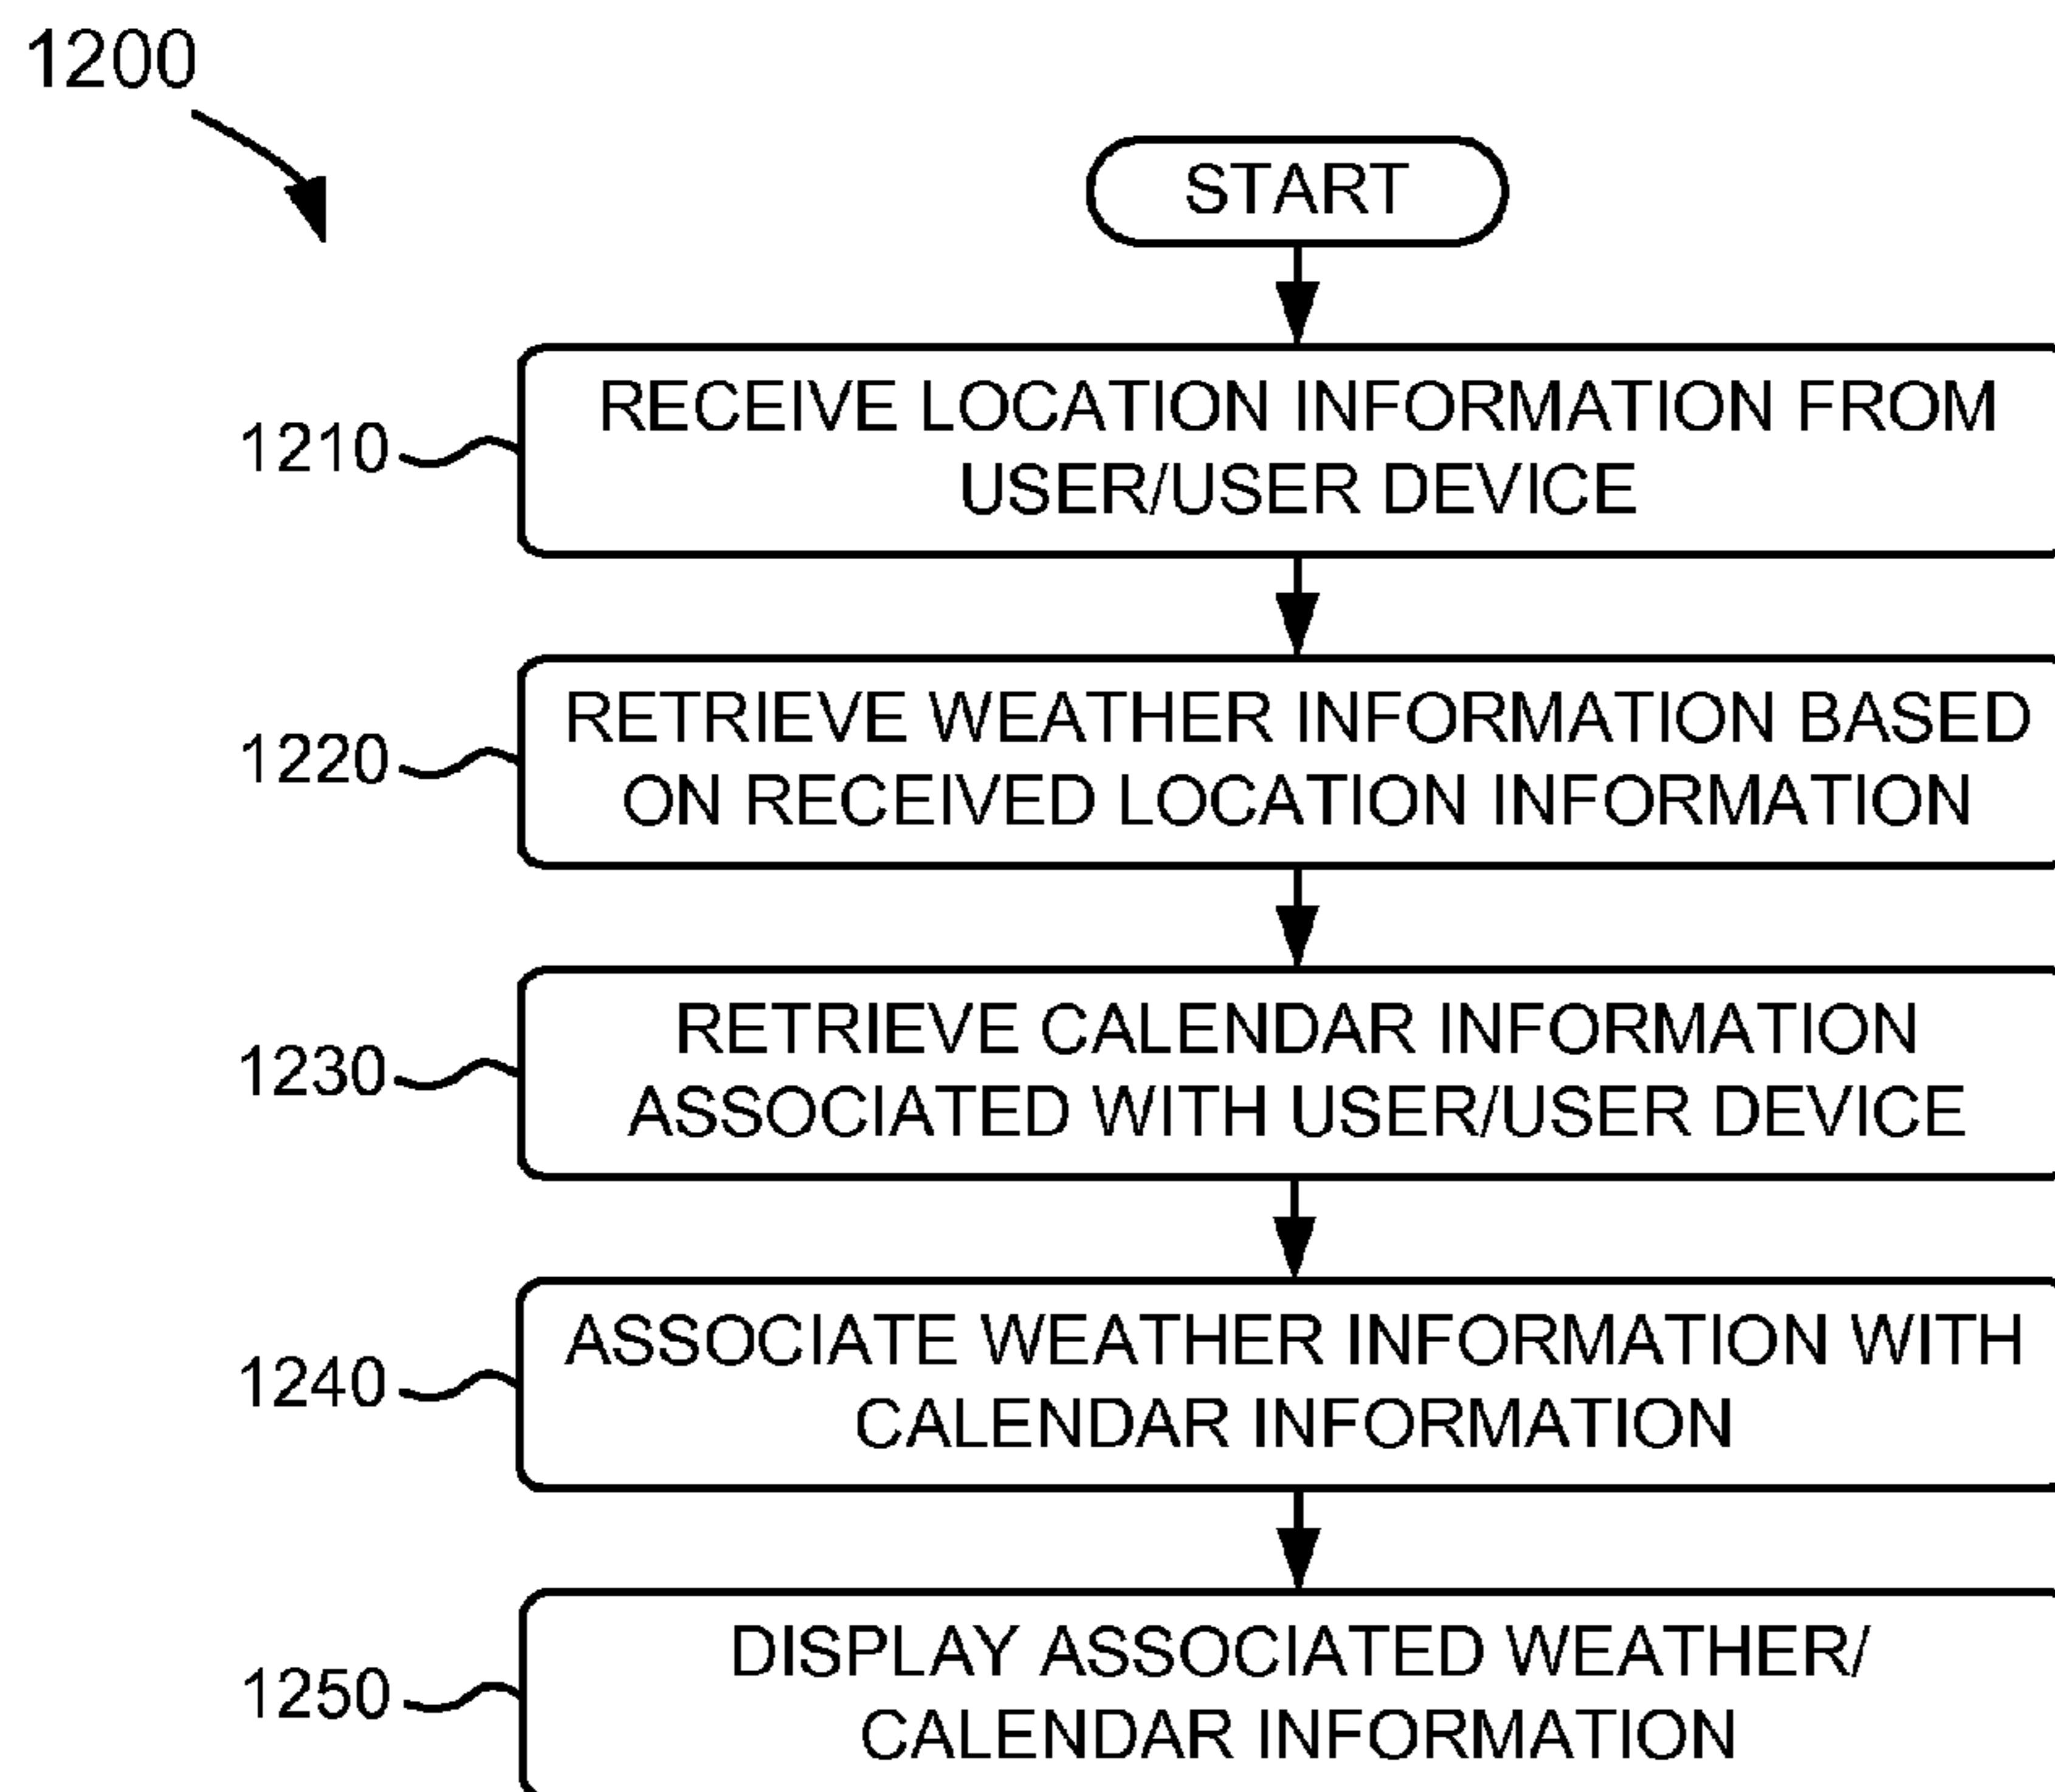 1200
START
RECEIVE LOCATION INFORMATION FROM
USER/USER DEVICE
1210
RETRIEVE WEATHER INFORMATION BASED
ON RECEIVED LOCATION INFORMATION
1220
RETRIEVE CALENDAR INFORMATION
ASSOCIATED WITH USER/USER DEVICE
1230
ASSOCIATE WEATHER INFORMATION WITH
CALENDAR INFORMATION
1240
DISPLAY ASSOCIATED WEATHER/
CALENDAR INFORMATION
1250